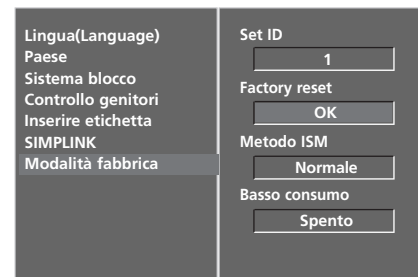 Lingua(Language)
Paese
Sistema blocco
Controllo genitori
Inserire etichetta
SIMPLINK
Modalità fabbrica
Set ID
1
Factory reset
OK
Metodo ISM
Normale
Basso consumo
Spento